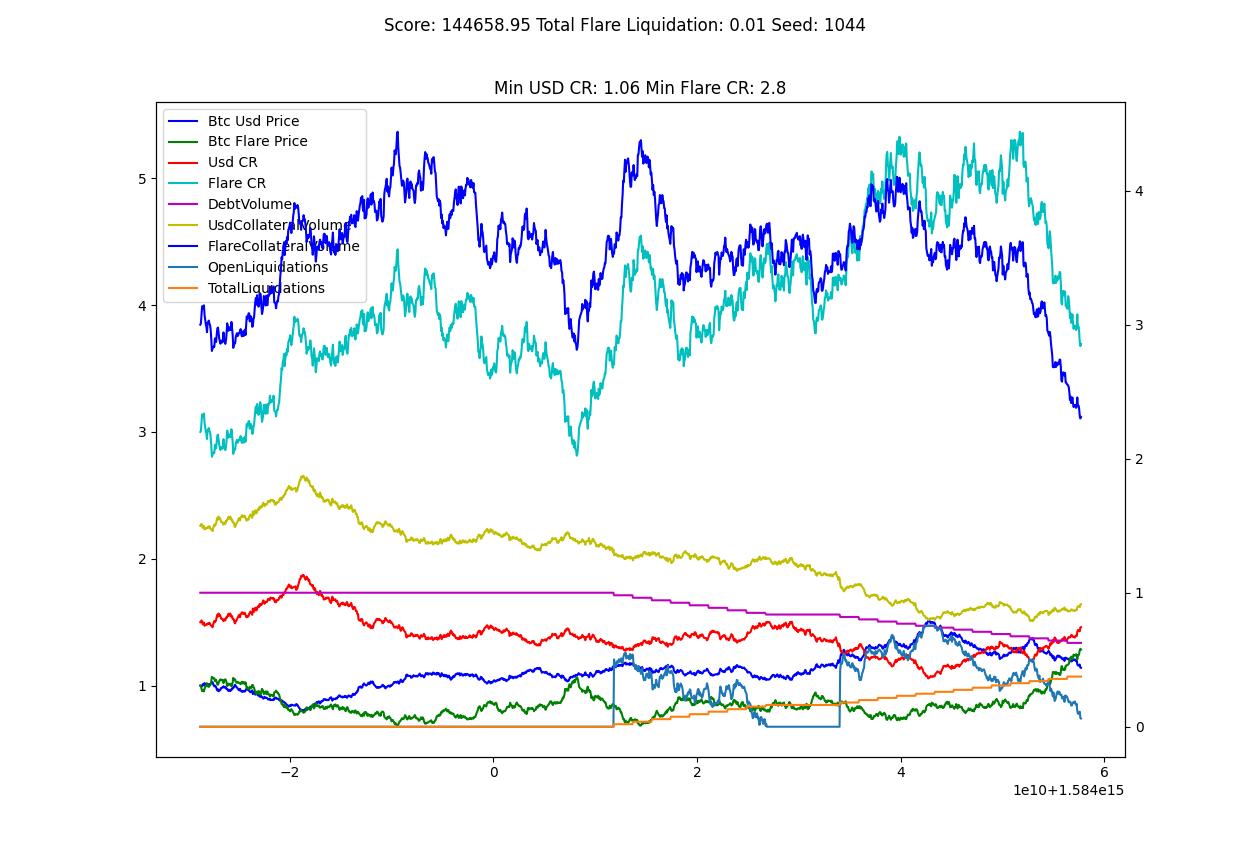 Score: 144658.95 Total Flare Liquidation: 0.01 Seed: 1044
Min USD CR: 1.06 Min Flare CR: 2.8
Btc Usd Price
Btc Flare Price
Usd CR
Flare CR
DebtVolume
UsdCollateralVolume
FlareCollateralVolume
OpenLiquidations
TotalLiquidations
5
4
3
2
1
4
3
2
1
0
−2
0
2
4
6
1e10+1.584e15